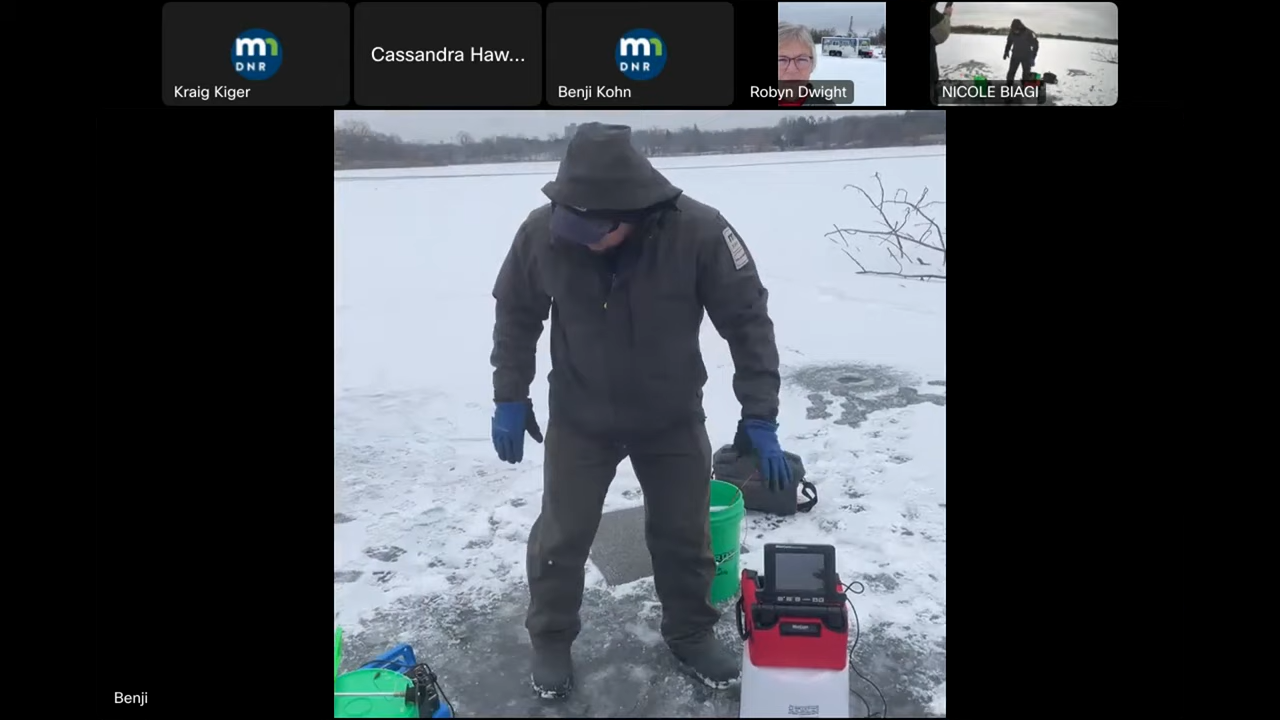 mn
DNR
Kraig Kiger
Cassandra Haw...
mn
DNR
Benji Kohn
Robyn Dwight
NICOLE BIAGI
Benji